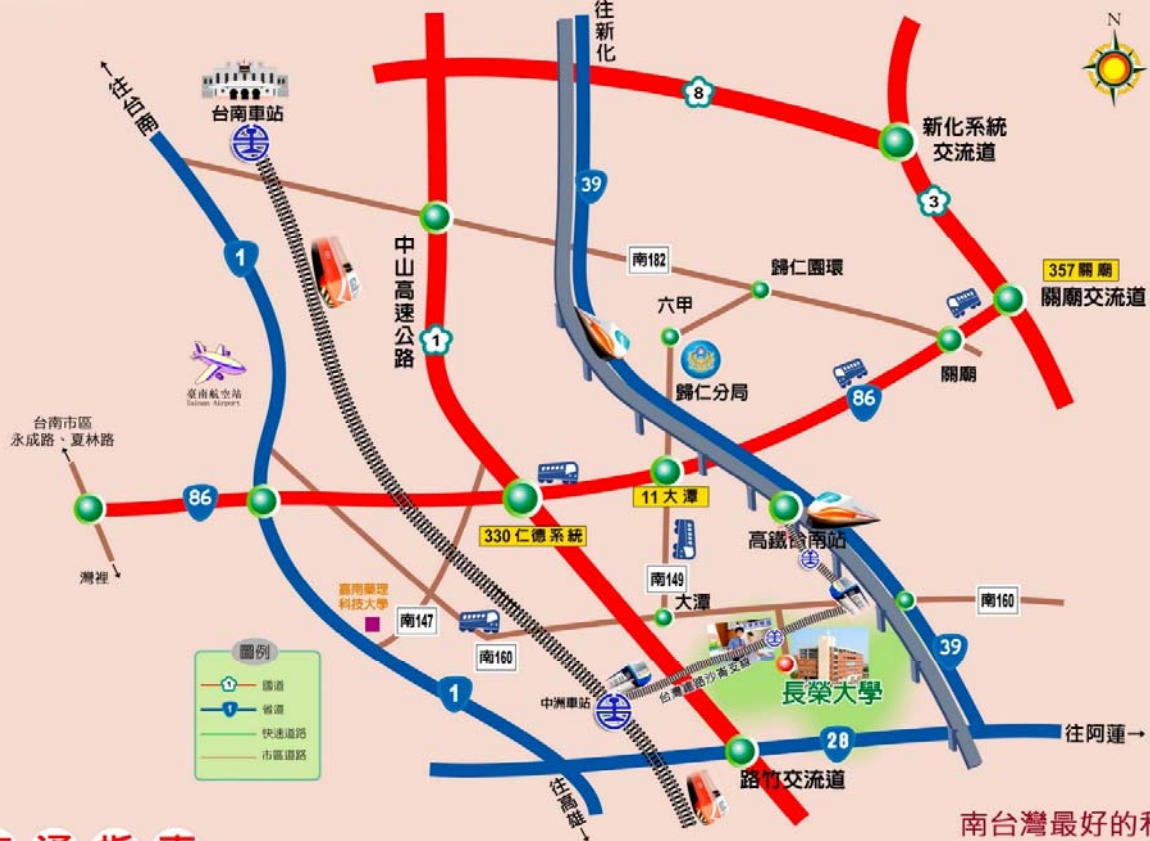 往新化
N
往台南
台南車站
8
新化系統
交流道
39
3
1
中山高速公路
南182
歸仁圓環
357 關廟
關廟交流道
六甲
1
歸仁分局
關廟
臺南航空站
Tainan Airport
86
台南市區
永成路、夏林路
86
11 大潭
330 仁德系統
高鐵台南站
灣裡
嘉南藥理
科技大學
南147
南149
大潭
南160
南160
圖例
1 國道
1 省道
快速道路
市區道路
1
39
中洲車站
台灣鐵路沙崙支線
長榮大學
28
往阿蓮→
路竹交流道
往高雄
南台灣最好的